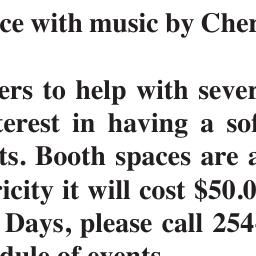 ce with music by Cher
ers to help with sever
terest in having a sof
ts. Booth spaces are a
ricity it will cost $50.0
Days, please call 254-
dule of events